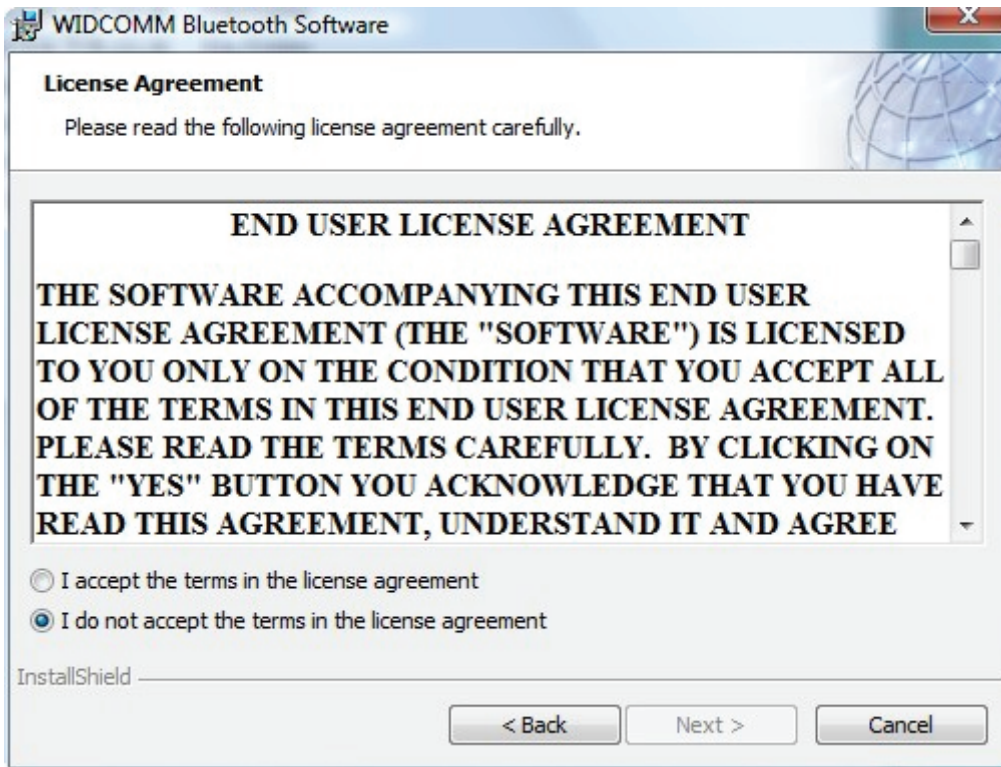 WIDCOMM Bluetooth Software
License Agreement
Please read the following license agreement carefully.
END USER LICENSE AGREEMENT
THE SOFTWARE ACCOMPANYING THIS END USER
LICENSE AGREEMENT (THE "SOFTWARE") IS LICENSED
TO YOU ONLY ON THE CONDITION THAT YOU ACCEPT ALL
OF THE TERMS IN THIS END USER LICENSE AGREEMENT.
PLEASE READ THE TERMS CAREFULLY.  BY CLICKING ON
THE "YES" BUTTON YOU ACKNOWLEDGE THAT YOU HAVE
READ THIS AGREEMENT, UNDERSTAND IT AND AGREE
I accept the terms in the license agreement
I do not accept the terms in the license agreement
InstallShield
< Back Next > Cancel